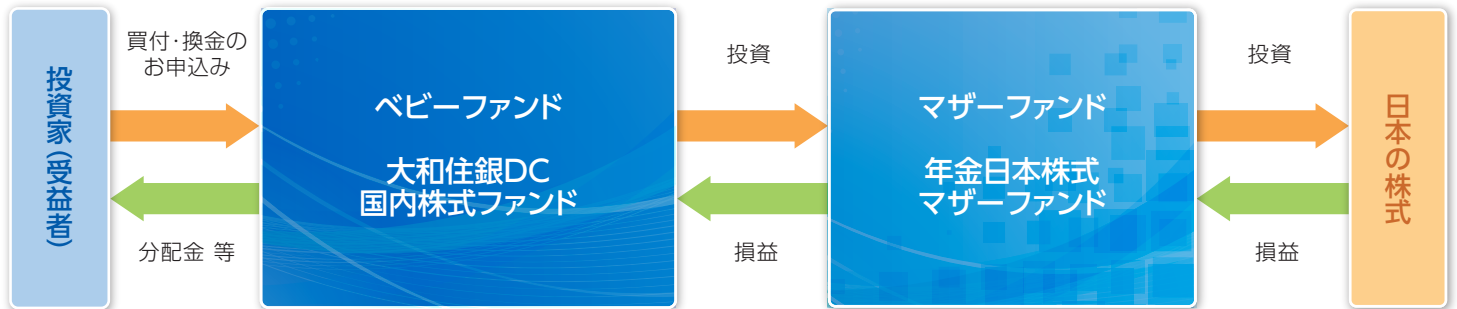 投資家（受益者）
買付・換金の
お申込み
分配金 等
ベビーファンド
大和住銀DC
国内株式ファンド
投資
損益
マザーファンド
年金日本株式
マザーファンド
投資
損益
日本の株式